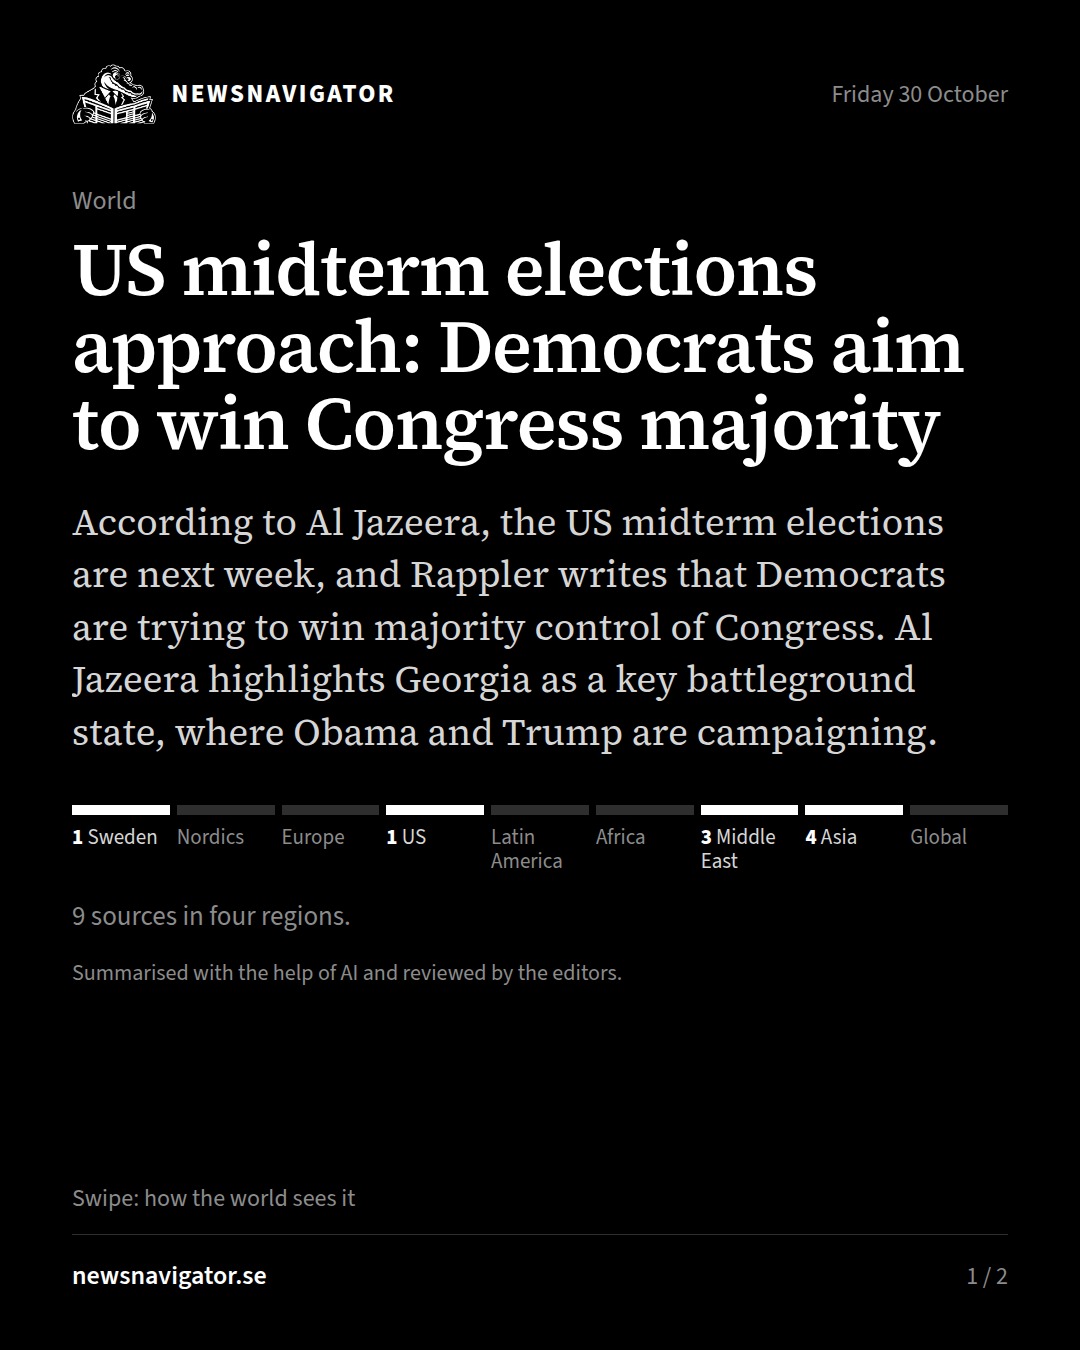 NEWSNAVIGATOR
Friday 30 October
World
US midterm elections
approach: Democrats aim
to win Congress majority
According to Al Jazeera, the US midterm elections
are next week, and Rappler writes that Democrats
are trying to win majority control of Congress. Al
Jazeera highlights Georgia as a key battleground
state, where Obama and Trump are campaigning.
1 Sweden
Nordics
Europe
1 US
Latin
America
Africa
3 Middle
East
4 Asia
Global
9 sources in four regions.
Summarised with the help of AI and reviewed by the editors.
Swipe: how the world sees it
newsnavigator.se
1 / 2